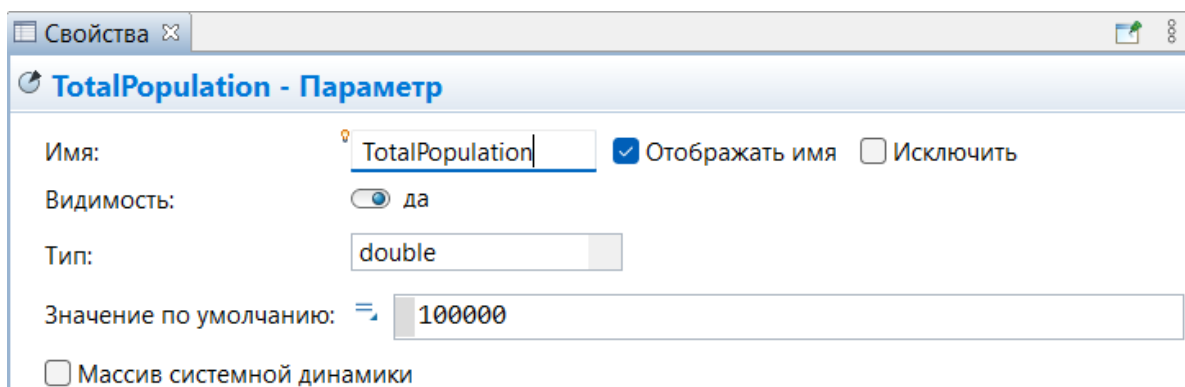 Свойства
TotalPopulation - Параметр
Имя: TotalPopulation Отображать имя Исключить
Видимость: да
Тип: double
Значение по умолчанию: 100000
Массив системной динамики